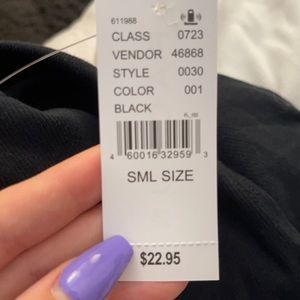 611988
CLASS 0723
VENDOR 46868
STYLE 0030
COLOR 001
BLACK
4 60016 32959 3
SML SIZE
$22.95